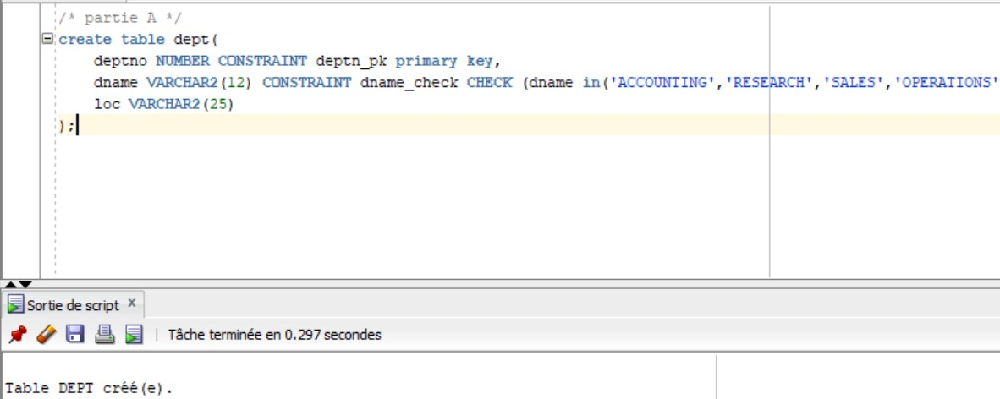 /* partie A */
create table dept(
deptno NUMBER CONSTRAINT deptn_pk primary key,
dname VARCHAR2(12) CONSTRAINT dname_check CHECK (dname in('ACCOUNTING','RESEARCH','SALES','OPERATIONS'
loc VARCHAR2(25)
);
Sortie de script x
Tâche terminée en 0.297 secondes
Table DEPT créé(e).